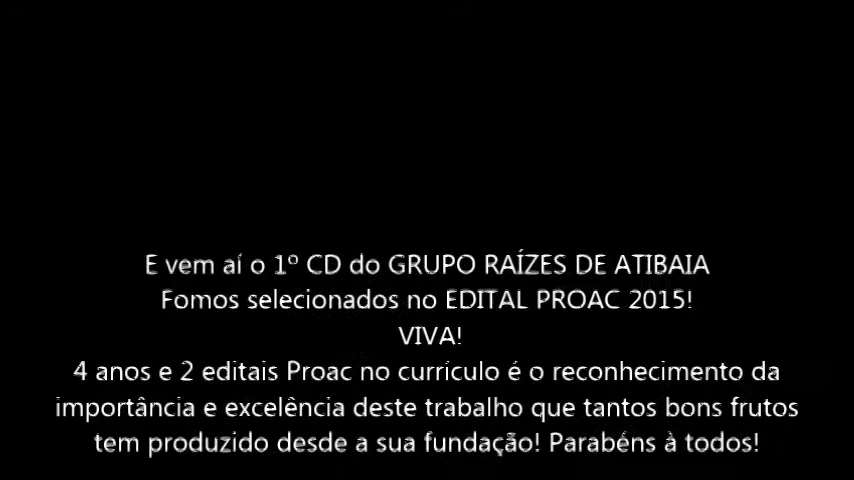 E vem aí o 1º CD do GRUPO RAÍZES DE ATIBAIA
Fomos selecionados no EDITAL PROAC 2015!
VIVA!
4 anos e 2 editais Proac no currículo é o reconhecimento da
importância e excelência deste trabalho que tantos bons frutos
tem produzido desde a sua fundação! Parabéns à todos!